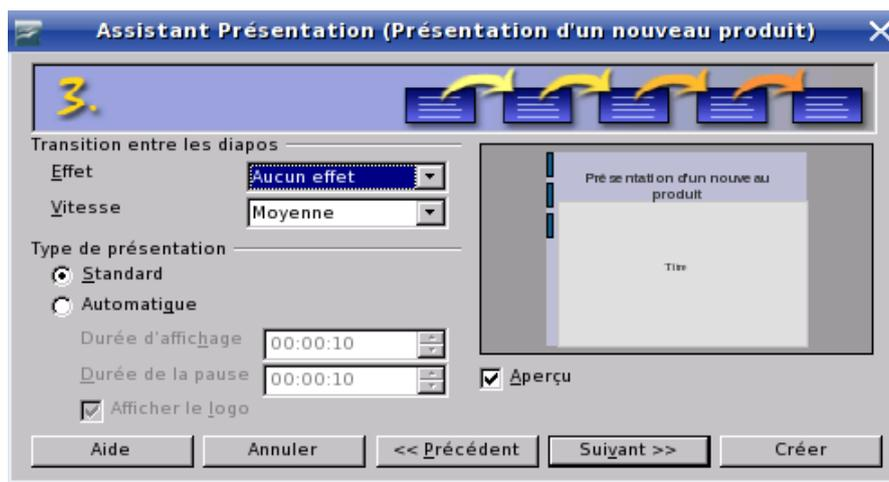 Assistant Présentation (Présentation d'un nouveau produit)
3.
Transition entre les diapos
Effet
Aucun effet
Vitesse
Moyenne
Présentation d'un nouveau
produit
Titre
Type de présentation
Standard
Automatique
Durée d'affichage
00:00:10
Durée de la pause
00:00:10
Afficher le logo
Aperçu
Aide
Annuler
<< Précédent
Suivant >>
Créer